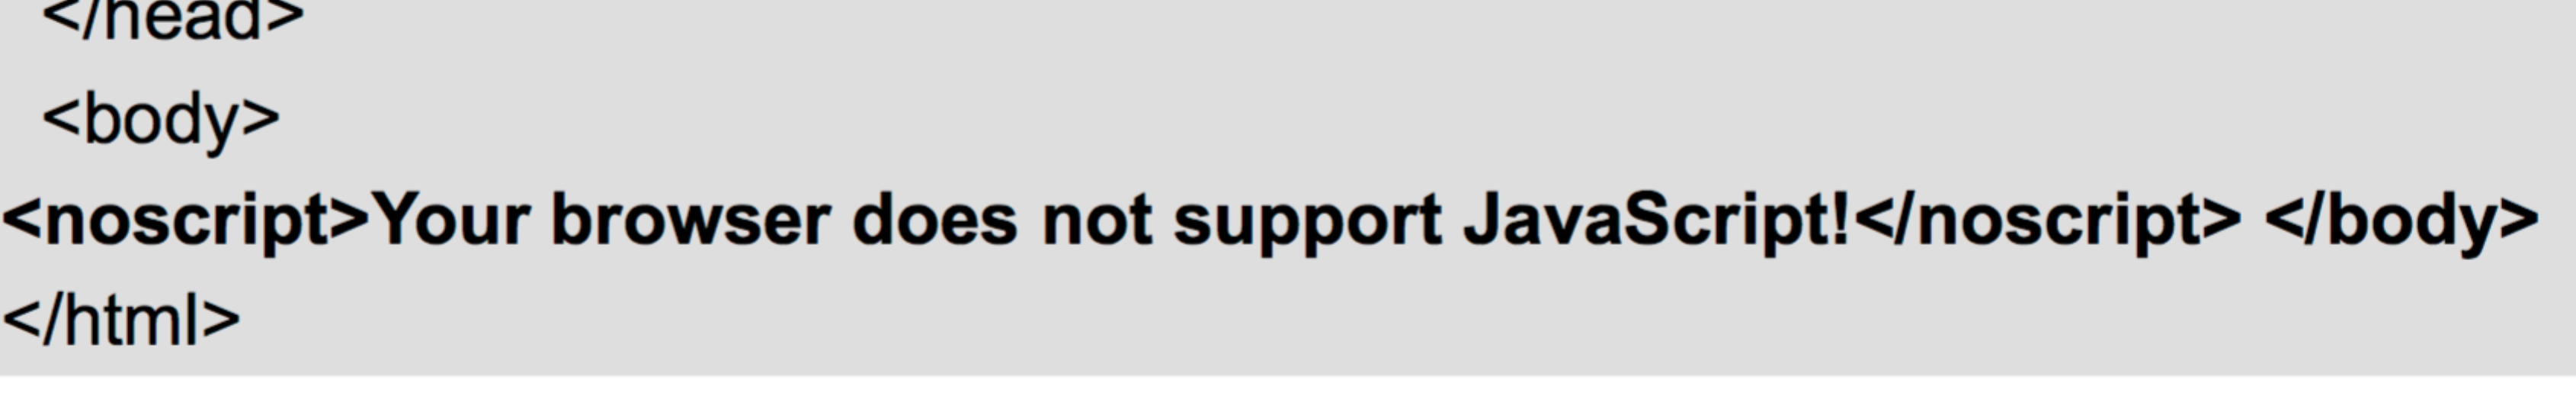 </head>
<body>
<noscript>Your browser does not support JavaScript!</noscript> </body>
</html>